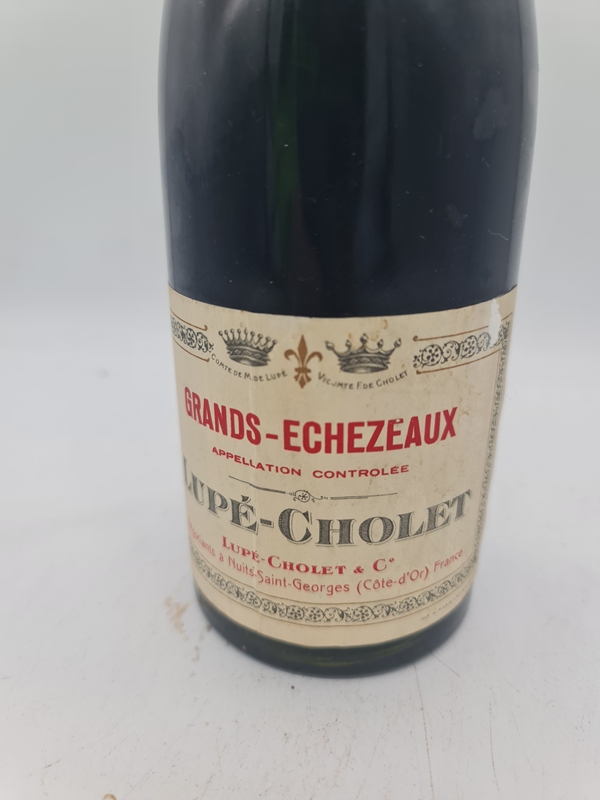 COMTE DE M. DE LUPÉ VICOMTE F. DE CHOLET
GRANDS-ECHEZEAUX
APPELLATION CONTROLÉE
LUPÉ-CHOLET
LUPÉ-CHOLET & Cº
à Nuits-Saint-Georges (Côte-d'Or) France